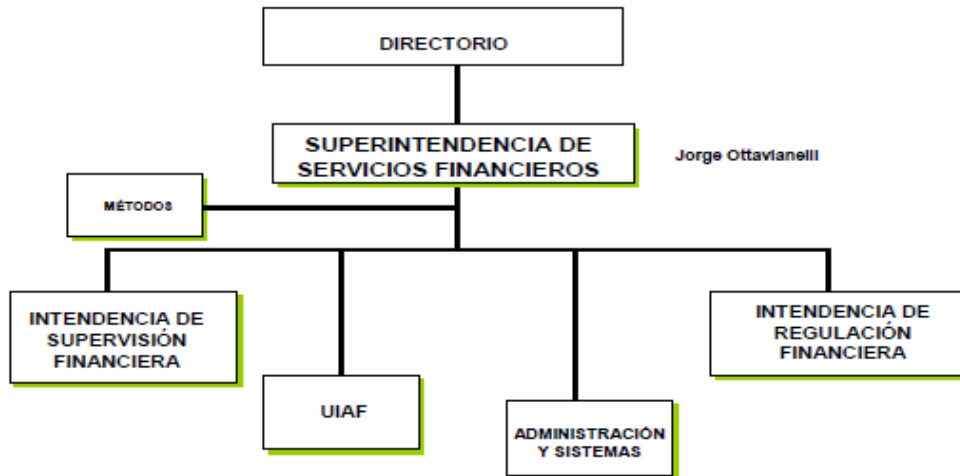 DIRECTORIO
SUPERINTENDENCIA DE
SERVICIOS FINANCIEROS
Jorge Ottavianelli
MÉTODOS
INTENDENCIA DE
SUPERVISIÓN
FINANCIERA
UIAF
ADMINISTRACIÓN
Y SISTEMAS
INTENDENCIA DE
REGULACIÓN
FINANCIERA